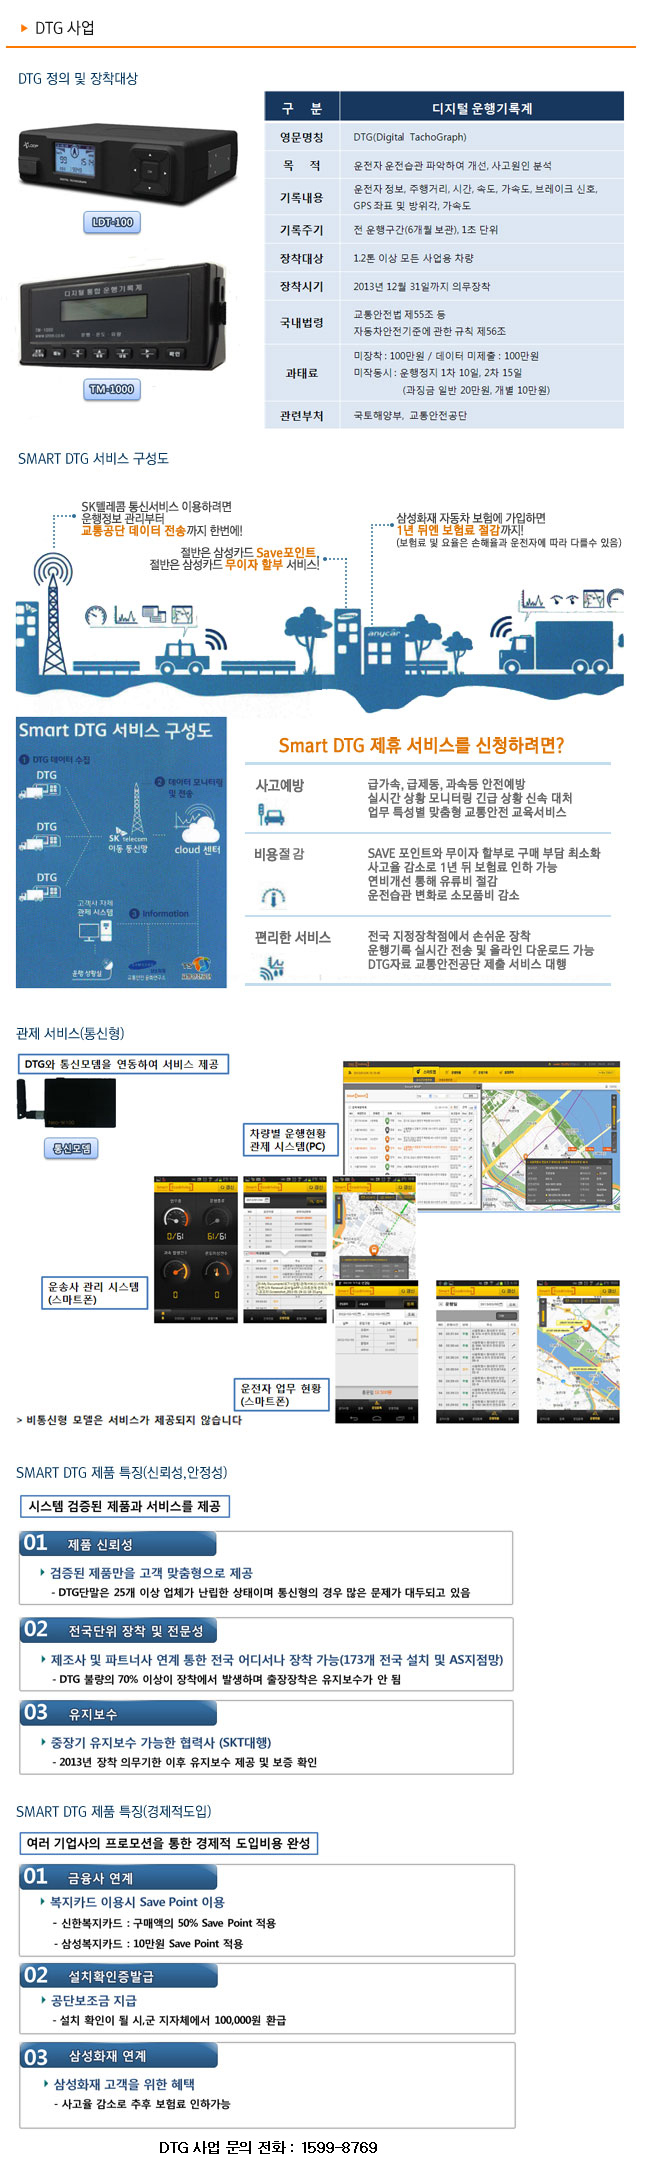 DTG 사업
DTG 정의 및 장착대상
LDT-100
디지털 통합 운행기록계
TM-1000
구 분 디지털 운행기록계
영문명칭 DTG(Digital TachoGraph)
목 적 운전자 운전습관 파악하여 개선, 사고원인 분석
기록내용 운전자 정보, 주행거리, 시간, 속도, 가속도, 브레이크 신호,
GPS 좌표 및 방위각, 가속도
기록주기 전 운행구간(6개월 보관), 1초 단위
장착대상 1.2톤 이상 모든 사업용 차량
장착시기 2013년 12월 31일까지 의무장착
국내법령 교통안전법 제55조 등
자동차안전기준에 관한 규칙 제56조
과태료 미장착 : 100만원 / 데이터 미제출 : 100만원
미작동시 : 운행정지 1차 10일, 2차 15일
(과징금 일반 20만원, 개별 10만원)
관련부처 국토해양부, 교통안전공단
SMART DTG 서비스 구성도
SK텔레콤 통신서비스 이용하려면
운행정보 관리부터
교통공단 데이터 전송까지 한번에!
절반은 삼성카드 Save포인트,
절반은 삼성카드 무이자 할부 서비스!
삼성화재 자동차 보험에 가입하면
1년 뒤엔 보험료 절감까지!
(보험료 및 요율은 손해율과 운전자에 따라 다를수 있음)
anycar
Smart DTG 서비스 구성도
1 DTG 데이터 수집
DTG
DTG
DTG
2 데이터 모니터링
및 전송
SK telecom
이동 통신망
cloud 센터
고객사 자체
관제 시스템
3 Information
운행 상황실
교통안전 문화연구소
교통안전공단
Smart DTG 제휴 서비스를 신청하려면?
사고예방
급가속, 급제동, 과속등 안전예방
실시간 상황 모니터링 긴급 상황 신속 대처
업무 특성별 맞춤형 교통안전 교육서비스
비용절 감
SAVE 포인트와 무이자 할부로 구매 부담 최소화
사고율 감소로 1년 뒤 보험료 인하 가능
연비개선 통해 유류비 절감
운전습관 변화로 소모품비 감소
편리한 서비스
전국 지정장착점에서 손쉬운 장착
운행기록 실시간 전송 및 올라인 다운로드 가능
DTG자료 교통안전공단 제출 서비스 대행
관제 서비스(통신형)
DTG와 통신모뎀을 연동하여 서비스 제공
통신모뎀
차량별 운행현황
관제 시스템(PC)
운송사 관리 시스템
(스마트폰)
운전자 업무 현황
(스마트폰)
> 비통신형 모델은 서비스가 제공되지 않습니다
SMART DTG 제품 특징(신뢰성,안정성)
시스템 검증된 제품과 서비스를 제공
01 제품 신뢰성
검증된 제품만을 고객 맞춤형으로 제공
- DTG단말은 25개 이상 업체가 난립한 상태이며 통신형의 경우 많은 문제가 대두되고 있음
02 전국단위 장착 및 전문성
제조사 및 파트너사 연계 통한 전국 어디서나 장착 가능(173개 전국 설치 및 AS지점망)
- DTG 불량의 70% 이상이 장착에서 발생하며 출장장착은 유지보수가 안 됨
03 유지보수
중장기 유지보수 가능한 협력사 (SKT대행)
- 2013년 장착 의무기한 이후 유지보수 제공 및 보증 확인
SMART DTG 제품 특징(경제적도입)
여러 기업사의 프로모션을 통한 경제적 도입비용 완성
01 금융사 연계
복지카드 이용시 Save Point 이용
- 신한복지카드 : 구매액의 50% Save Point 적용
- 삼성복지카드 : 10만원 Save Point 적용
02 설치확인증발급
공단보조금 지급
- 설치 확인이 될 시,군 지자체에서 100,000원 환급
03 삼성화재 연계
삼성화재 고객을 위한 혜택
- 사고율 감소로 추후 보험료 인하가능
DTG 사업 문의 전화 : 1599-8769